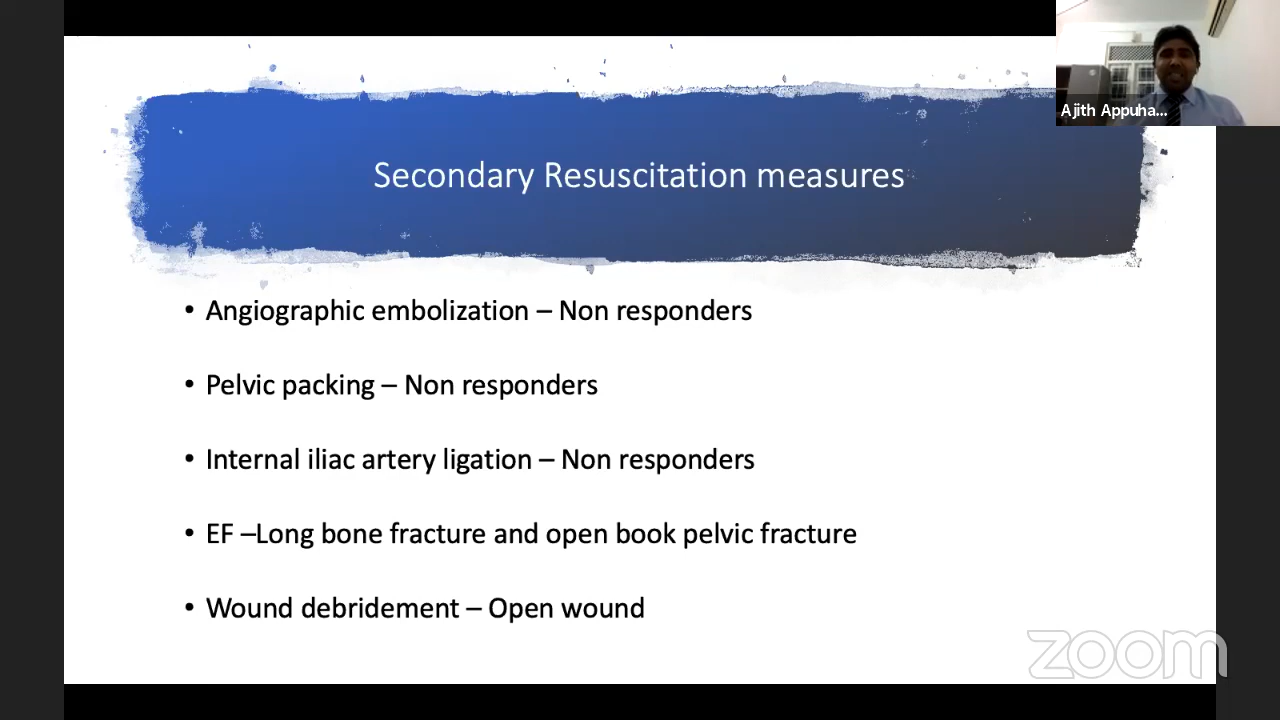 Ajith Appuha...
Secondary Resuscitation measures
• Angiographic embolization – Non responders
• Pelvic packing – Non responders
• Internal iliac artery ligation – Non responders
• EF –Long bone fracture and open book pelvic fracture
• Wound debridement – Open wound
zoom